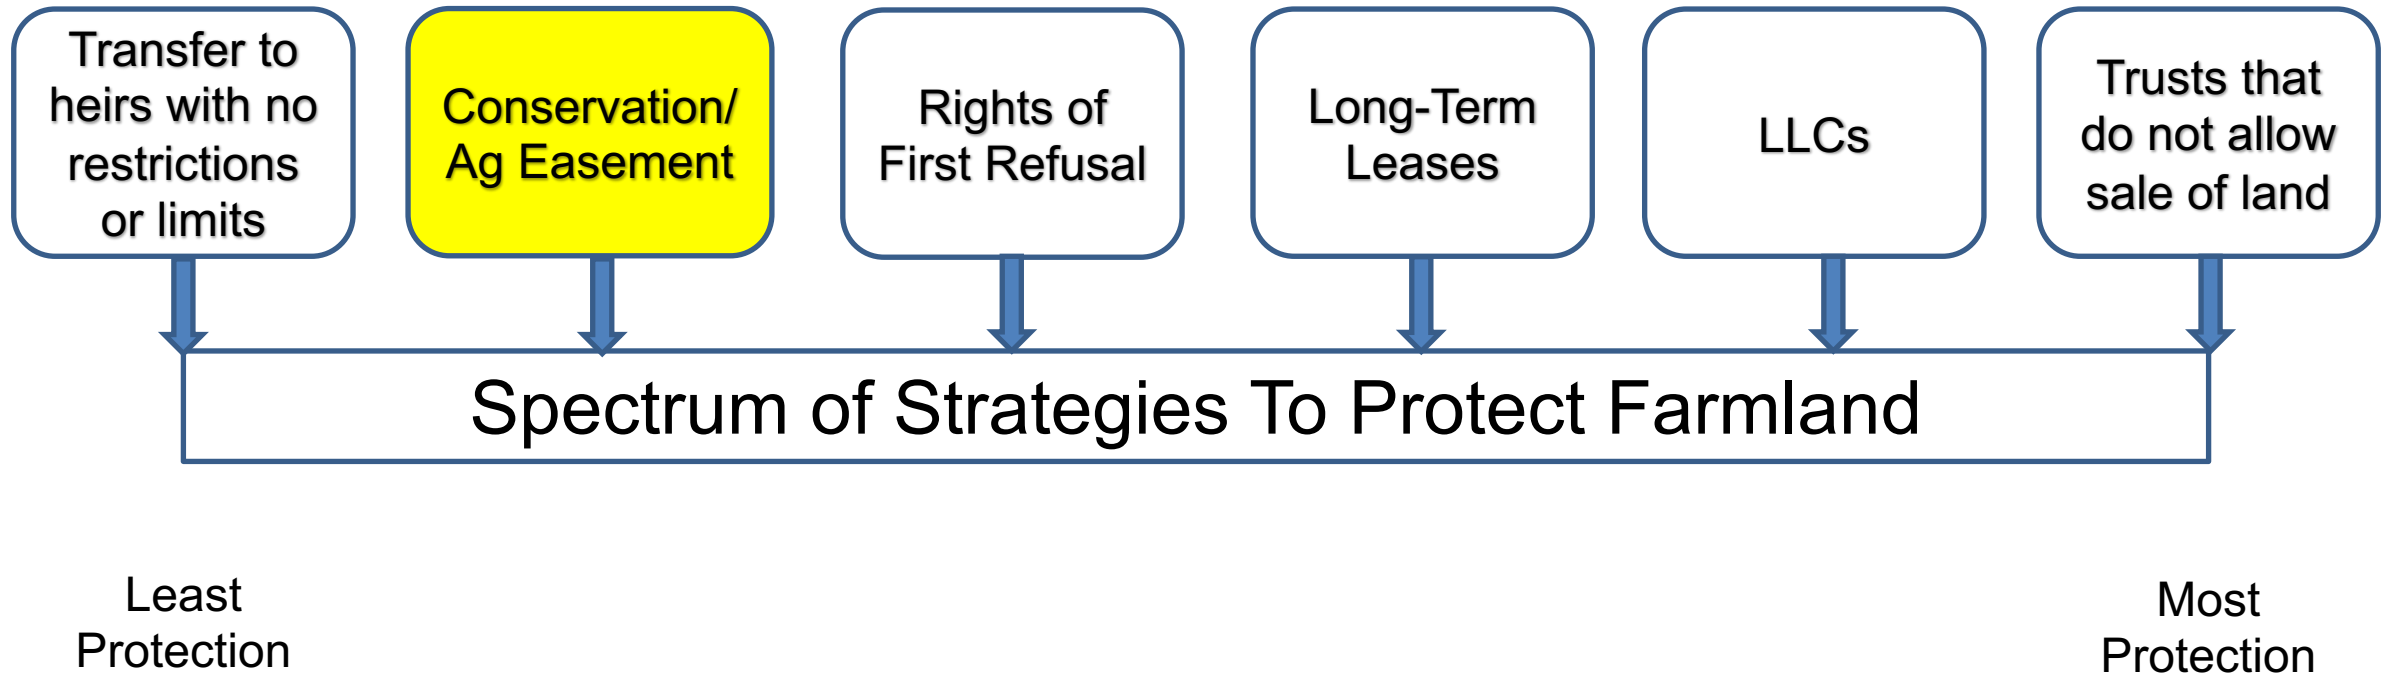 Transfer to
heirs with no
restrictions
or limits
Conservation/
Ag Easement
Rights of
First Refusal
Long-Term
Leases
LLCs
Trusts that
do not allow
sale of land
Spectrum of Strategies To Protect Farmland
Least
Protection
Most
Protection